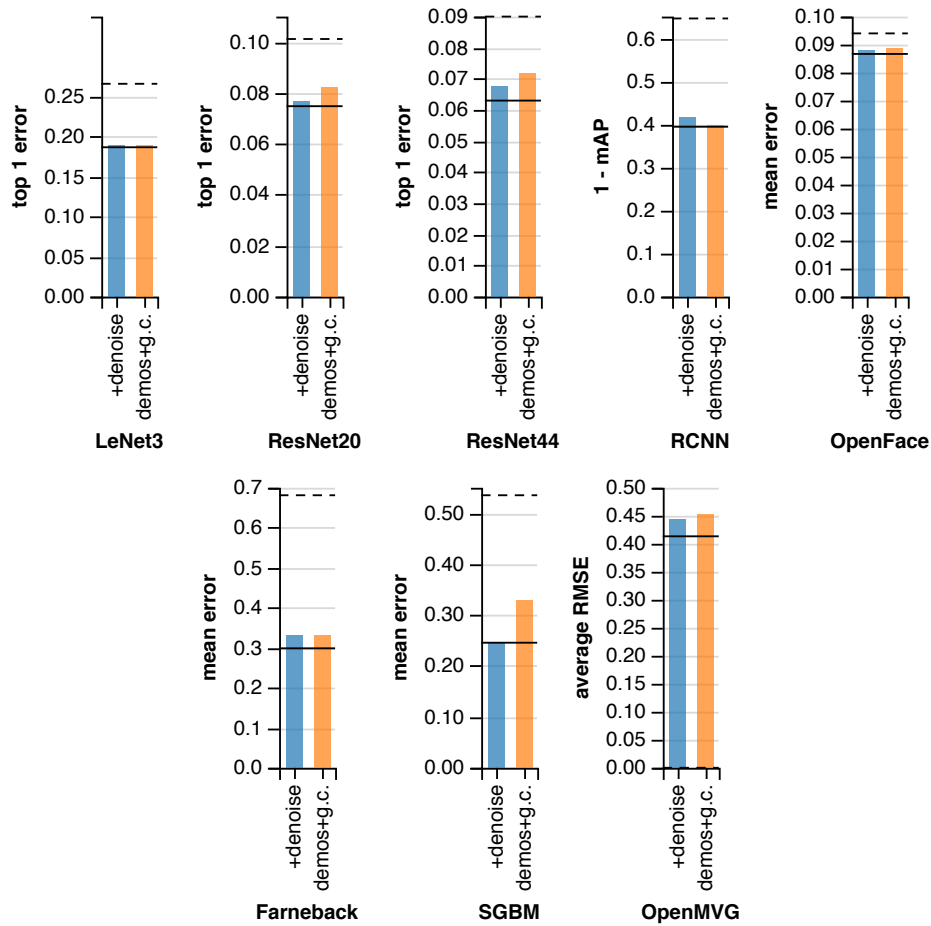 top 1 error
0.25
0.20
0.15
0.10
0.05
0.00
+denoise
demos+g.c.
LeNet3
top 1 error
0.10
0.08
0.06
0.04
0.02
0.00
+denoise
demos+g.c.
ResNet20
top 1 error
0.09
0.08
0.07
0.06
0.05
0.04
0.03
0.02
0.01
0.00
+denoise
demos+g.c.
ResNet44
1 - mAP
0.6
0.5
0.4
0.3
0.2
0.1
0.0
+denoise
demos+g.c.
RCNN
mean error
0.10
0.09
0.08
0.07
0.06
0.05
0.04
0.03
0.02
0.01
0.00
+denoise
demos+g.c.
OpenFace
mean error
0.7
0.6
0.5
0.4
0.3
0.2
0.1
0.0
+denoise
demos+g.c.
Farneback
mean error
0.50
0.40
0.30
0.20
0.10
0.00
+denoise
demos+g.c.
SGBM
average RMSE
0.50
0.45
0.40
0.35
0.30
0.25
0.20
0.15
0.10
0.05
0.00
+denoise
demos+g.c.
OpenMVG